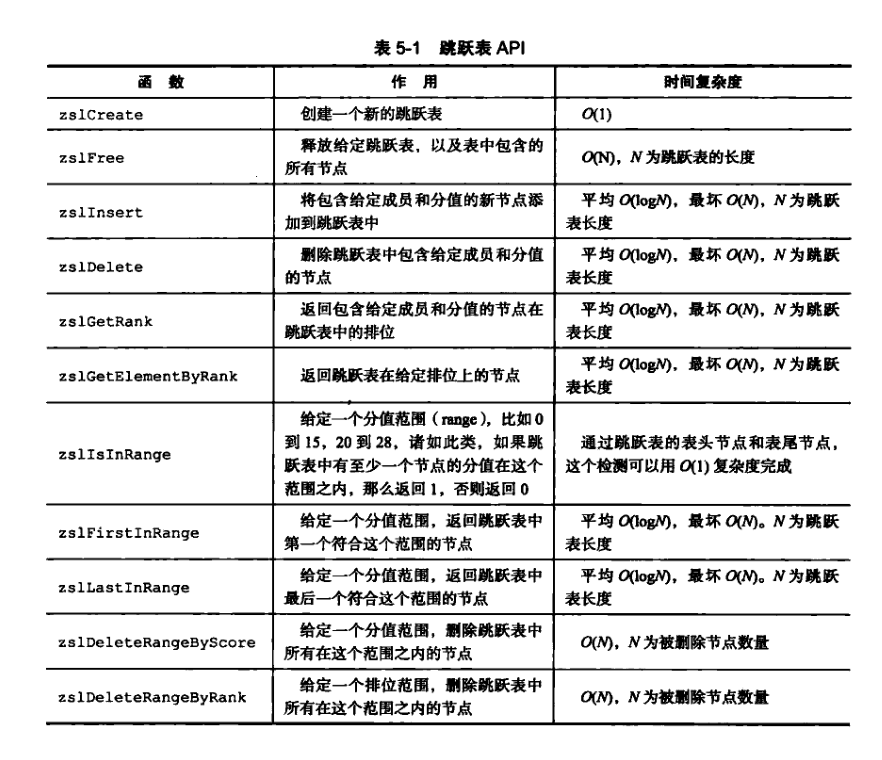 表 5-1 跳跃表 API
函 数 作 用 时间复杂度
zslCreate 创建一个新的跳跃表 O(1)
释放给定跳跃表，以及表中包含的
zslFree O(N)，N 为跳跃表的长度
所有节点
将包含给定成员和分值的新节点添 平均 O(logN)，最坏 O(N)，N 为跳跃
zslInsert
加到跳跃表中 表长度
删除跳跃表中包含给定成员和分值 平均 O(logN)，最坏 O(N)，N 为跳跃
zslDelete
的节点 表长度
返回包含给定成员和分值的节点在 平均 O(logN)，最坏 O(N)，N 为跳跃
zslGetRank
跳跃表中的排位 表长度
平均 O(logN)，最坏 O(N)，N 为跳跃
zslGetElementByRank 返回跳跃表在给定排位上的节点
表长度
给定一个分值范围（range），比如 0
到 15，20 到 28，诸如此类，如果跳 通过跳跃表的表头节点和表尾节点，
zslIsInRange
跃表中有至少一个节点的分值在这个 这个检测可以用 O(1) 复杂度完成
范围之内，那么返回 1，否则返回 0
给定一个分值范围，返回跳跃表中 平均 O(logN)，最坏 O(N)。N 为跳跃
zslFirstInRange
第一个符合这个范围的节点 表长度
给定一个分值范围，返回跳跃表中 平均 O(logN)，最坏 O(N)。N 为跳跃
zslLastInRange
最后一个符合这个范围的节点 表长度
给定一个分值范围，删除跳跃表中
zslDeleteRangeByScore O(N)，N 为被删除节点数量
所有在这个范围之内的节点
给定一个排位范围，删除跳跃表中
zslDeleteRangeByRank O(N)，N 为被删除节点数量
所有在这个范围之内的节点